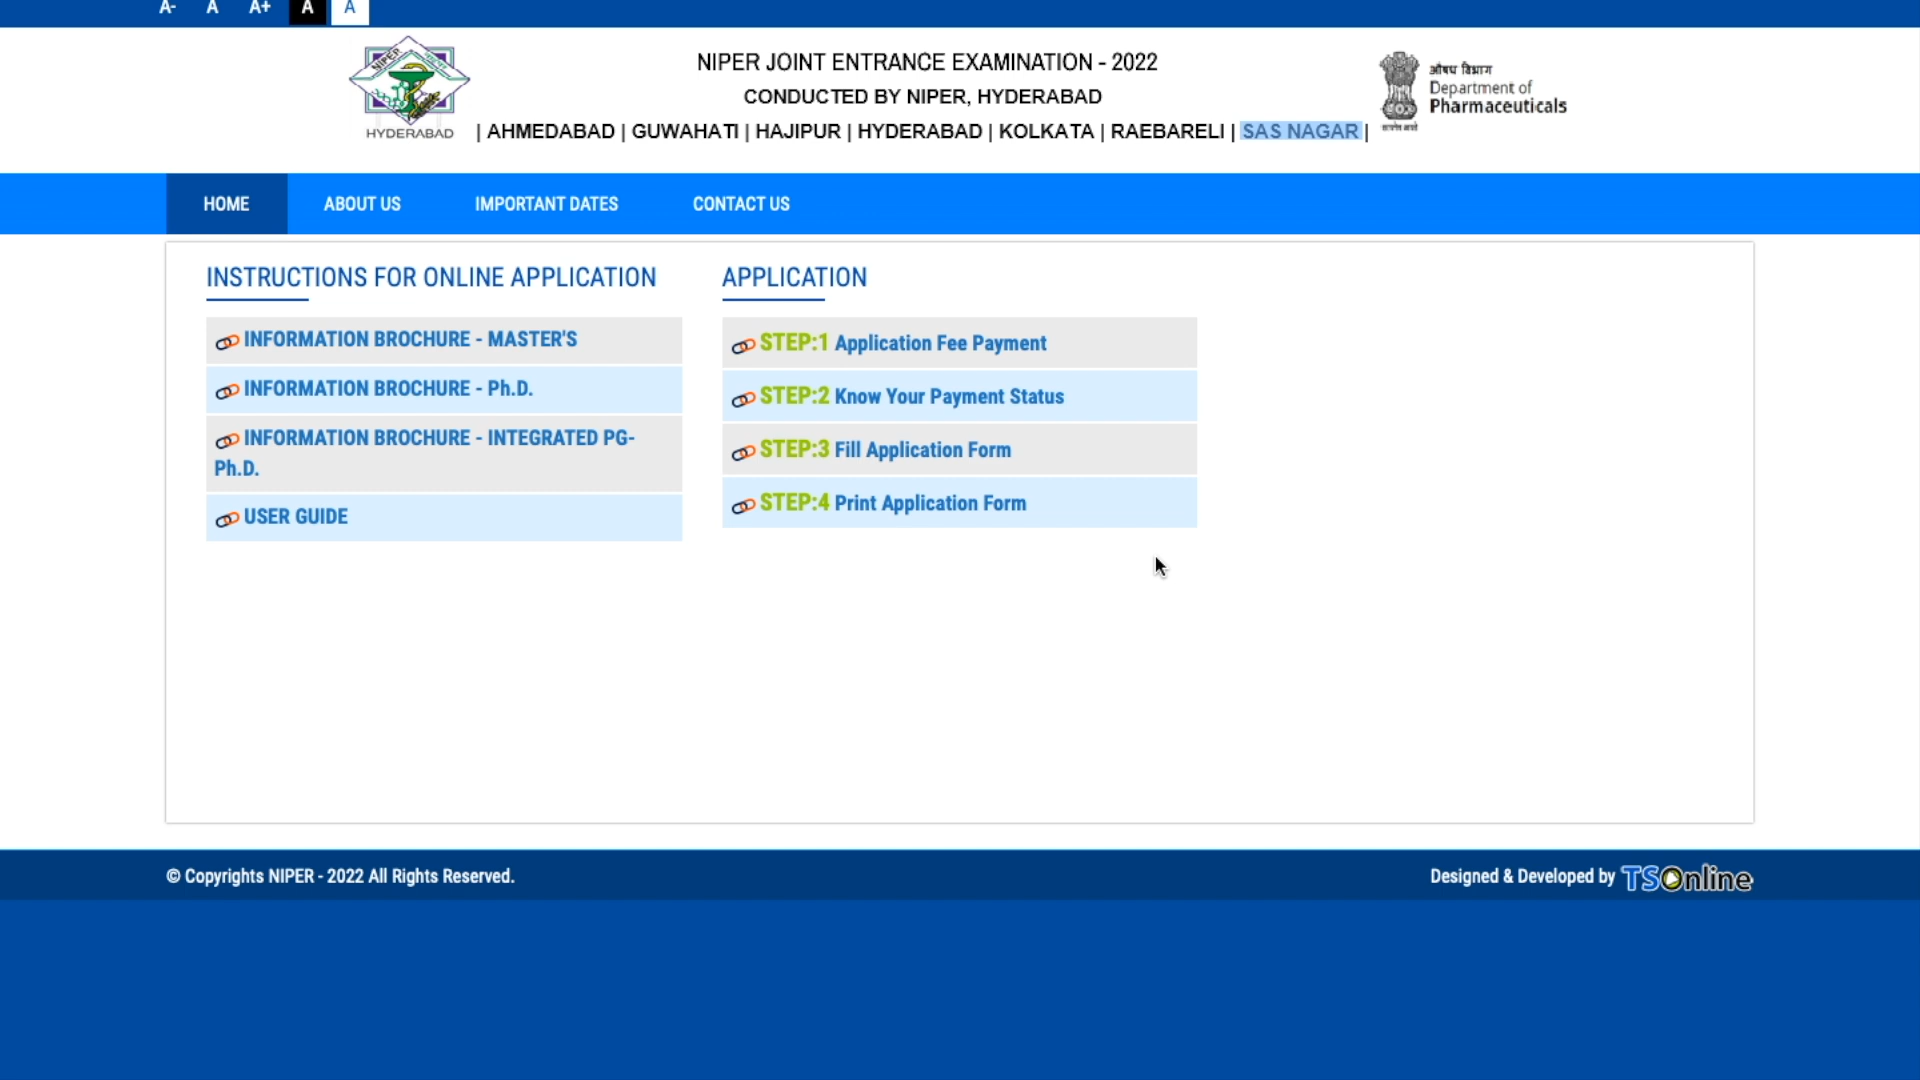 A- A A+ A A
NIPER
HYDERABAD
NIPER JOINT ENTRANCE EXAMINATION - 2022
CONDUCTED BY NIPER, HYDERABAD
| AHMEDABAD | GUWAHATI | HAJIPUR | HYDERABAD | KOLKATA | RAEBARELI | SAS NAGAR |
औषध विभाग
Department of
Pharmaceuticals
सत्यमेव जयते
HOME ABOUT US IMPORTANT DATES CONTACT US
INSTRUCTIONS FOR ONLINE APPLICATION
INFORMATION BROCHURE - MASTER'S
INFORMATION BROCHURE - Ph.D.
INFORMATION BROCHURE - INTEGRATED PG-
Ph.D.
USER GUIDE
APPLICATION
STEP:1 Application Fee Payment
STEP:2 Know Your Payment Status
STEP:3 Fill Application Form
STEP:4 Print Application Form
© Copyrights NIPER - 2022 All Rights Reserved.
Designed & Developed by TSOnline